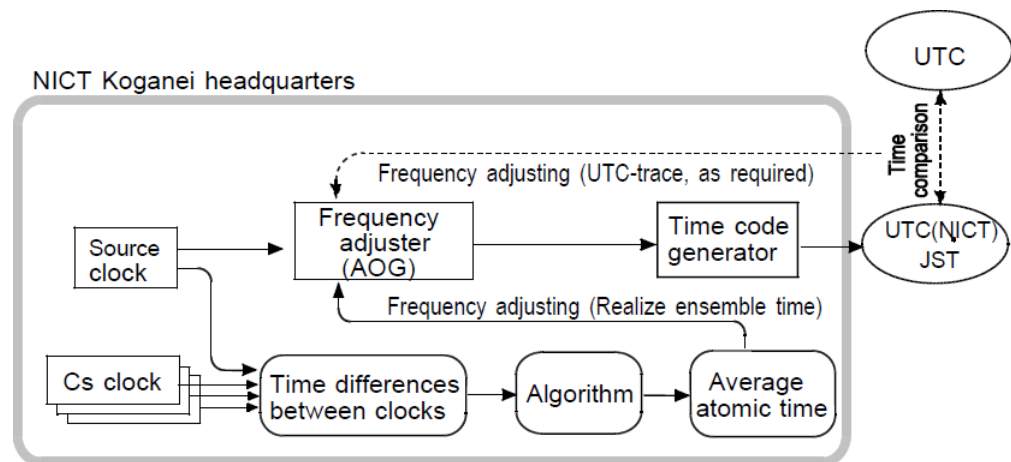 UTC
NICT Koganei headquarters
Time
comparison
Frequency adjusting (UTC-trace, as required)
Source
clock
Frequency
adjuster
(AOG)
Time code
generator
UTC(NICT)
JST
Frequency adjusting (Realize ensemble time)
Cs clock
Time differences
between clocks
Algorithm
Average
atomic time